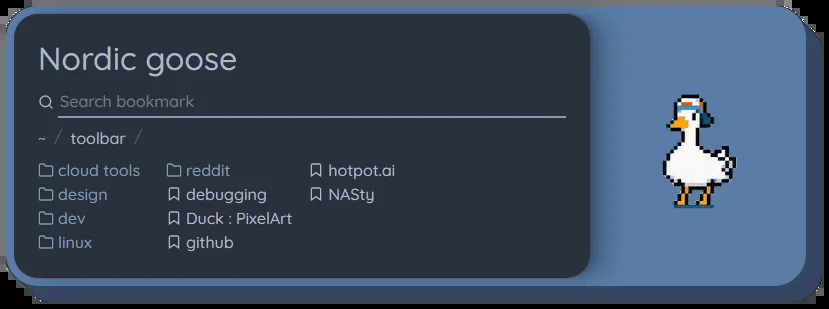 Nordic goose
Search bookmark
~ / toolbar /
cloud tools
design
dev
linux
reddit
debugging
Duck : PixelArt
github
hotpot.ai
NASty